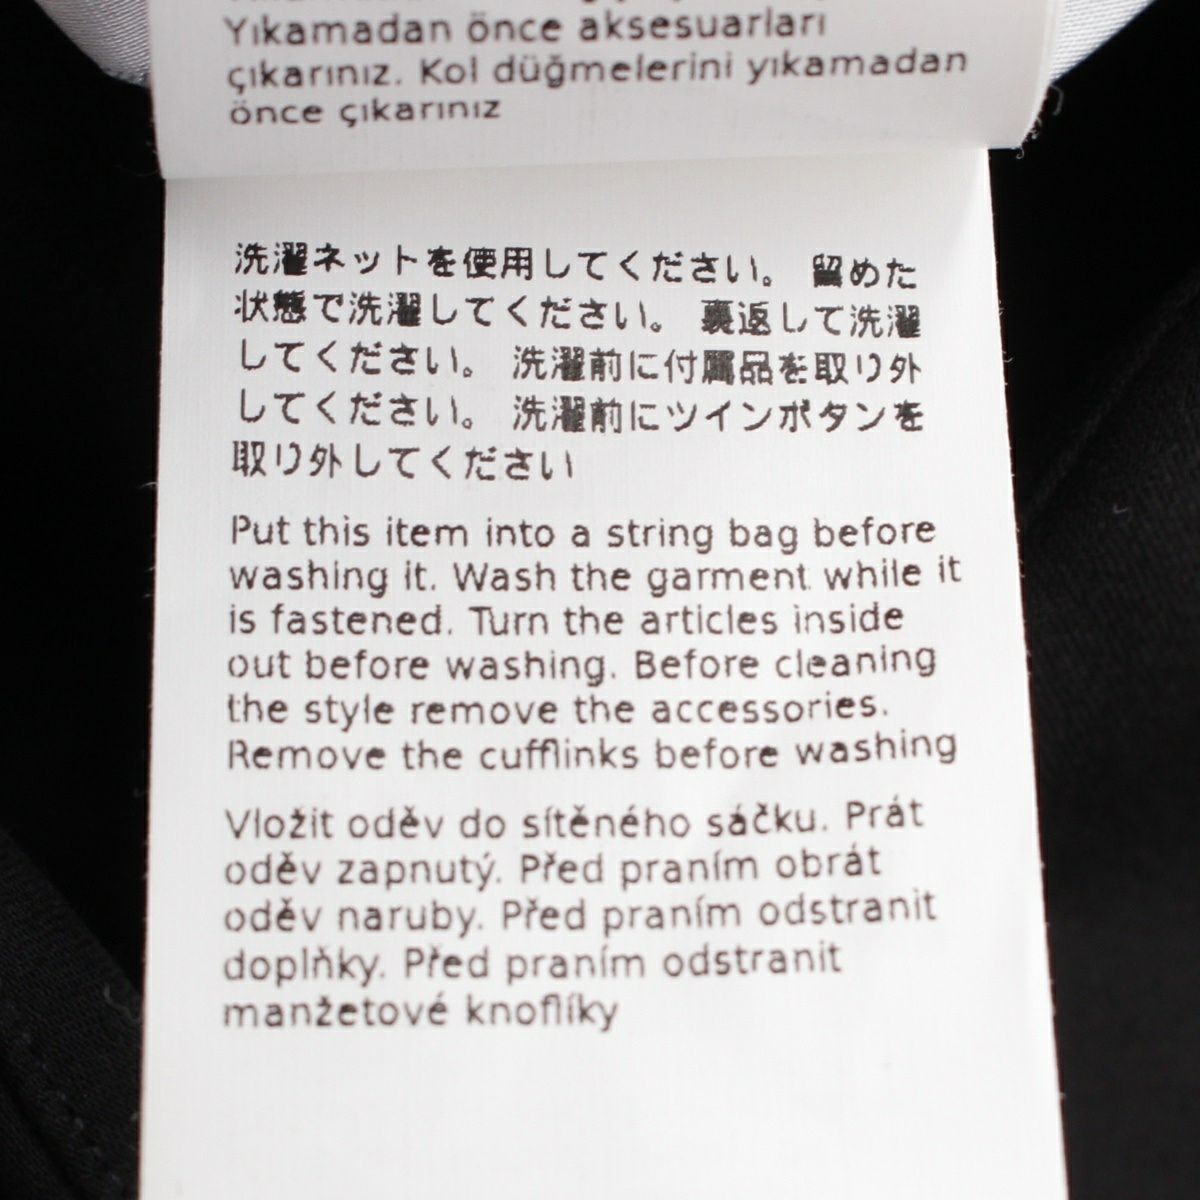 Yıkamadan önce aksesuarları
çıkarınız. Kol düğmelerini yıkamadan
önce çıkarınız
洗濯ネットを使用してください。 留めた
状態で洗濯してください。 裏返して洗濯
してください。 洗濯前に付属品を取り外
してください。 洗濯前にツインボタンを
取り外してください
Put this item into a string bag before
washing it. Wash the garment while it
is fastened. Turn the articles inside
out before washing. Before cleaning
the style remove the accessories.
Remove the cufflinks before washing
Vložit oděv do sítěného sáčku. Prát
oděv zapnutý. Před praním obrát
oděv naruby. Před praním odstranit
doplňky. Před praním odstranit
manžetové knoflíky